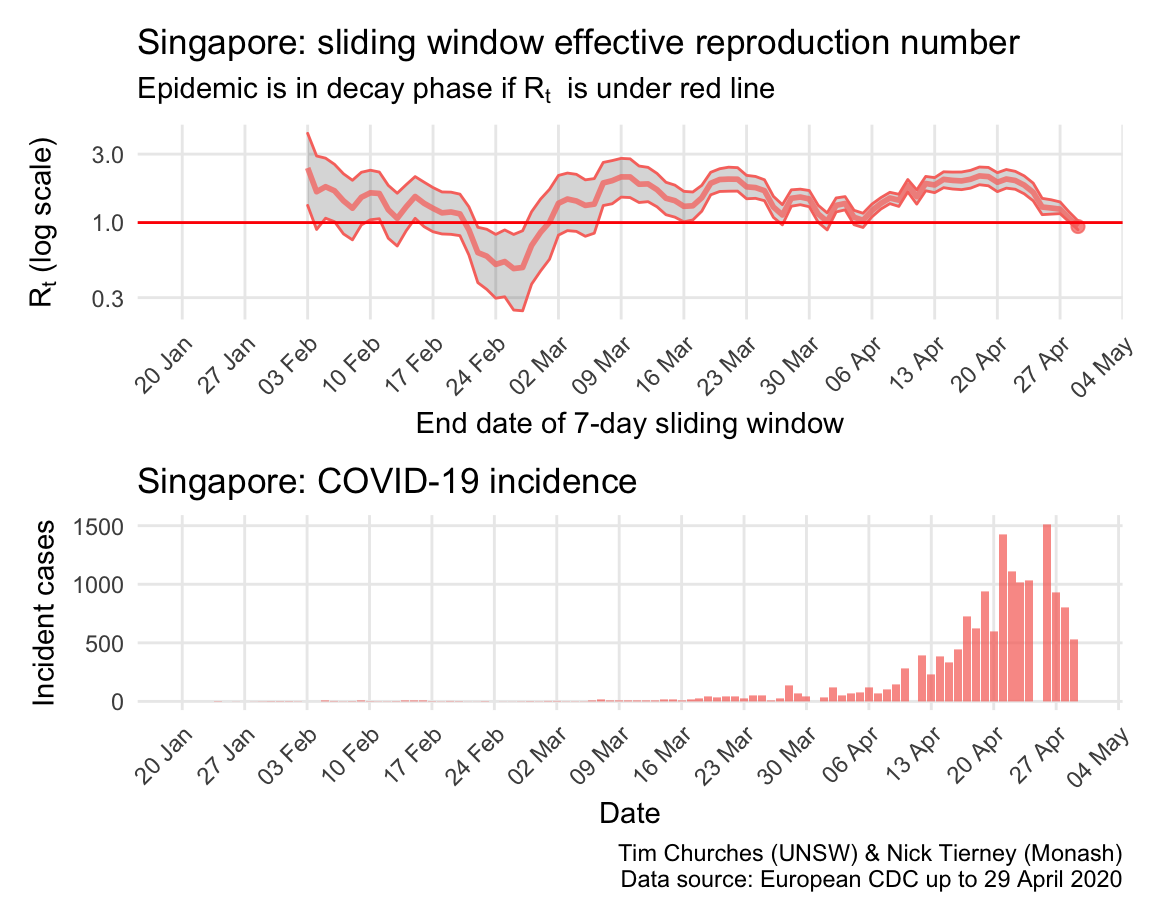 Singapore: sliding window effective reproduction number
Epidemic is in decay phase if Rt is under red line
Rt (log scale)
3.0
1.0
0.3
20 Jan
27 Jan
03 Feb
10 Feb
17 Feb
24 Feb
02 Mar
09 Mar
16 Mar
23 Mar
30 Mar
06 Apr
13 Apr
20 Apr
27 Apr
04 May
End date of 7-day sliding window
Singapore: COVID-19 incidence
Incident cases
1500
1000
500
0
20 Jan
27 Jan
03 Feb
10 Feb
17 Feb
24 Feb
02 Mar
09 Mar
16 Mar
23 Mar
30 Mar
06 Apr
13 Apr
20 Apr
27 Apr
04 May
Date
Tim Churches (UNSW) & Nick Tierney (Monash)
Data source: European CDC up to 29 April 2020